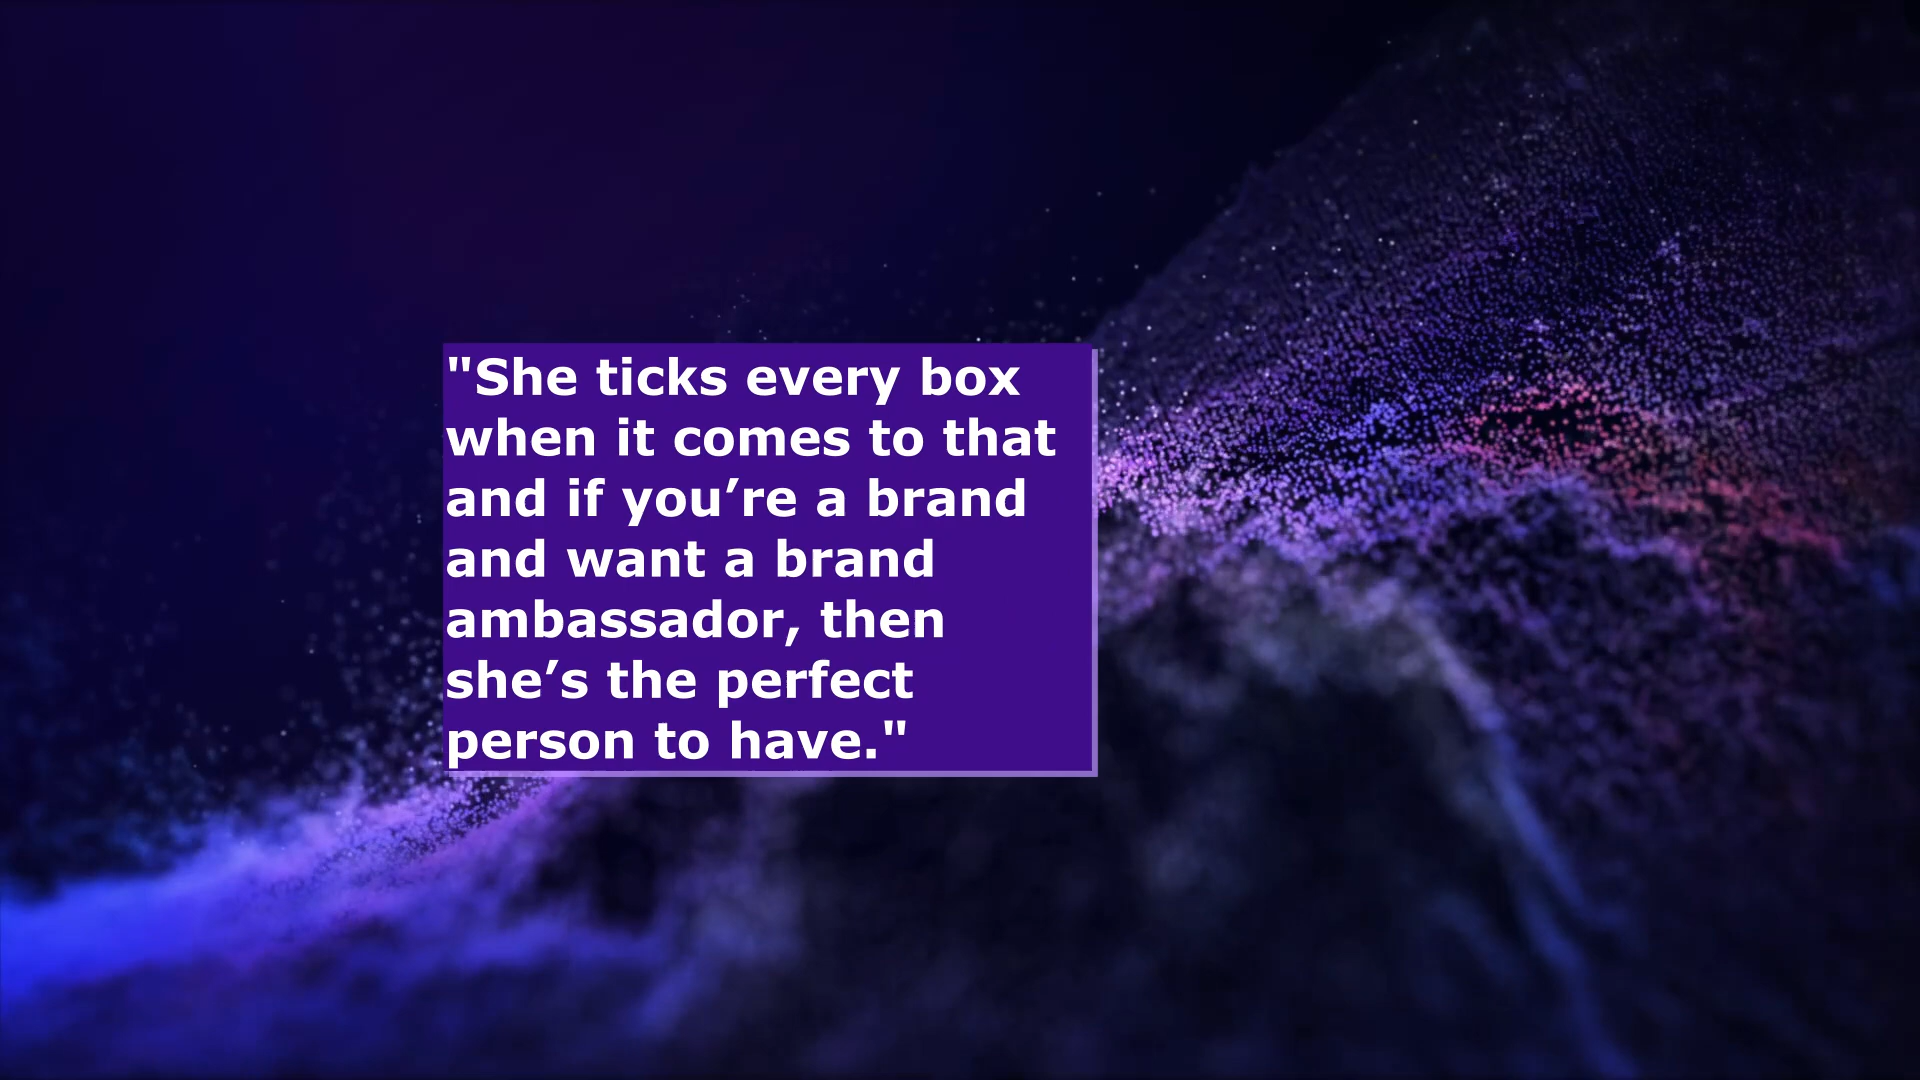 "She ticks every box
when it comes to that
and if you’re a brand
and want a brand
ambassador, then
she’s the perfect
person to have."